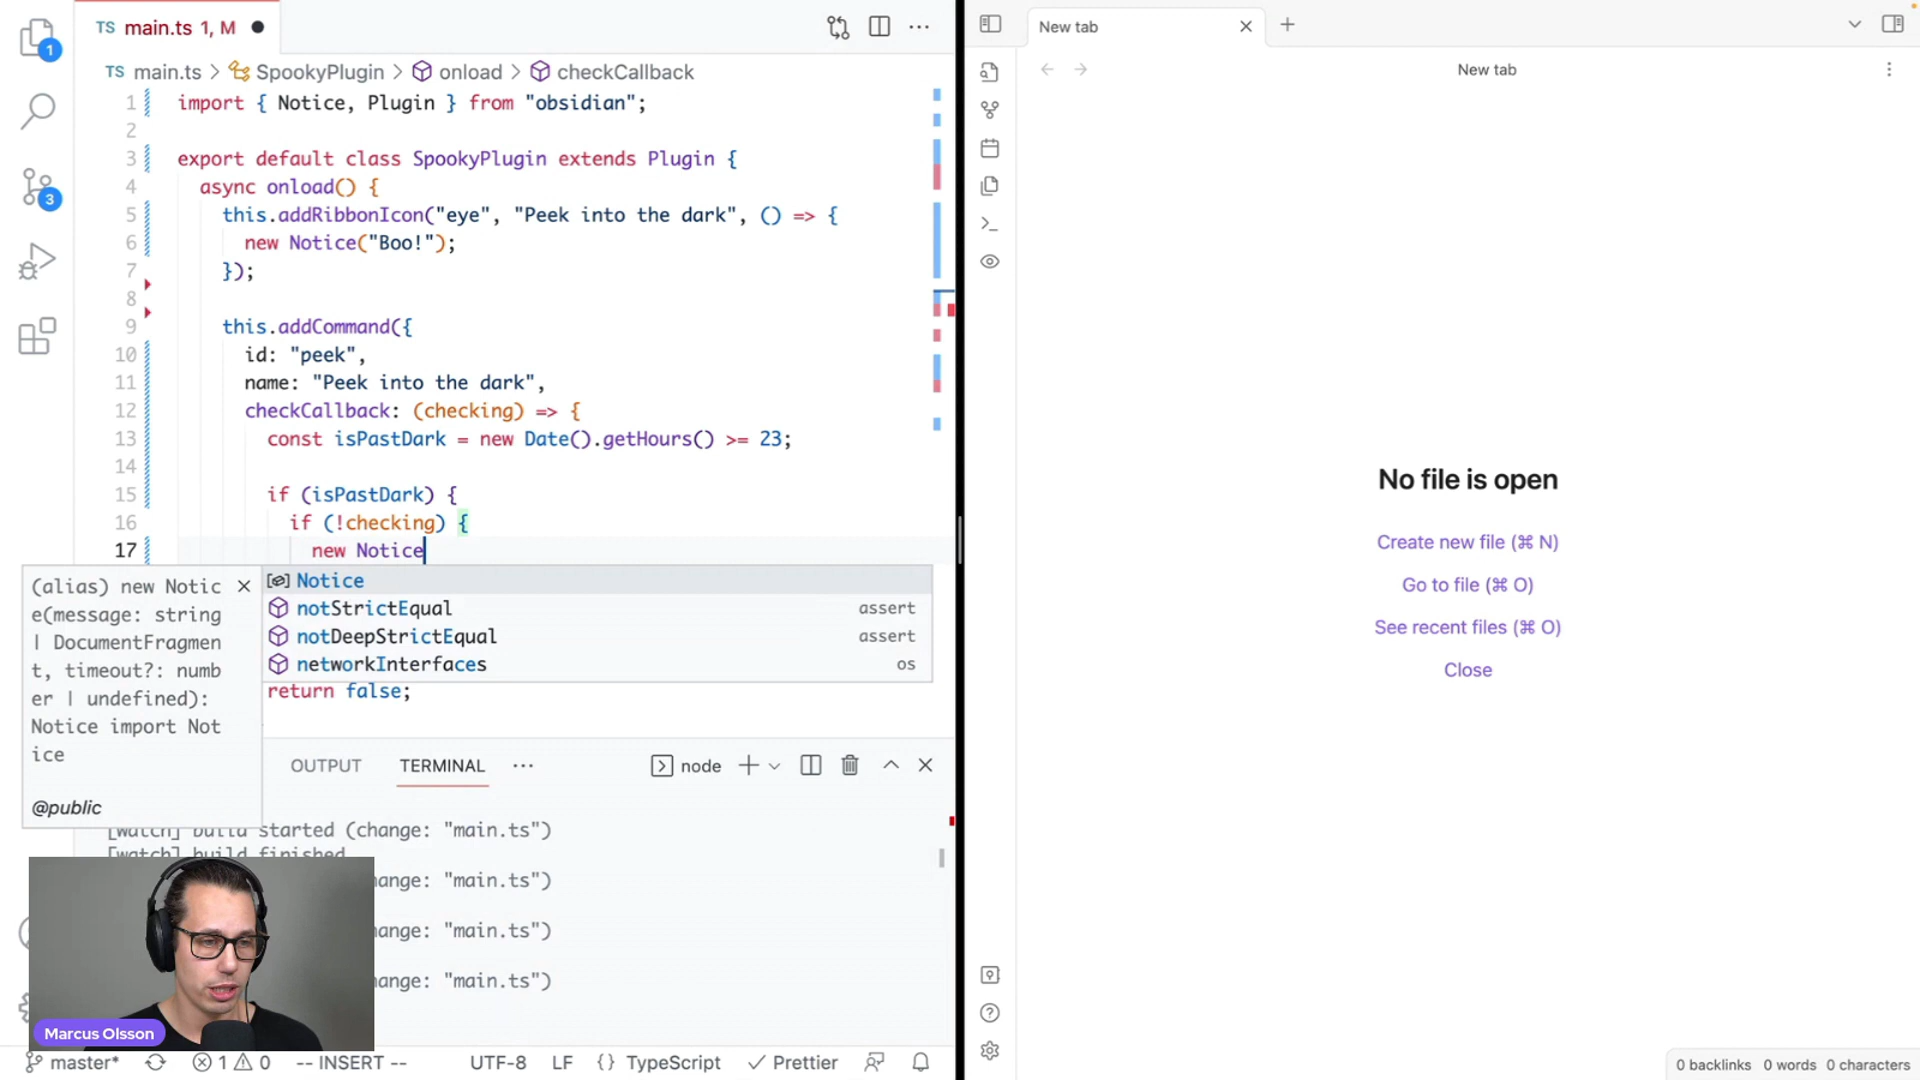 TS main.ts 1, M
TS main.ts > SpookyPlugin > onload > checkCallback
1 import { Notice, Plugin } from "obsidian";
2
3 export default class SpookyPlugin extends Plugin {
4 async onload() {
5 this.addRibbonIcon("eye", "Peek into the dark", () => {
6 new Notice("Boo!");
7 });
8
9 this.addCommand({
10 id: "peek",
11 name: "Peek into the dark",
12 checkCallback: (checking) => {
13 const isPastDark = new Date().getHours() >= 23;
14
15 if (isPastDark) {
16 if (!checking) {
17 new Notice
(alias) new Notic
e(message: string
| DocumentFragmen
t, timeout?: numb
er | undefined):
Notice import Not
ice
@public
Notice
notStrictEqual assert
notDeepStrictEqual assert
networkInterfaces os
return false;
OUTPUT TERMINAL ··· node
[watch] build started (change: "main.ts")
[watch] build finished
ange: "main.ts")
ange: "main.ts")
ange: "main.ts")
Marcus Olsson
master* 1 0 -- INSERT -- UTF-8 LF {} TypeScript Prettier
1
3
New tab
New tab
No file is open
Create new file (⌘ N)
Go to file (⌘ O)
See recent files (⌘ O)
Close
0 backlinks 0 words 0 characters